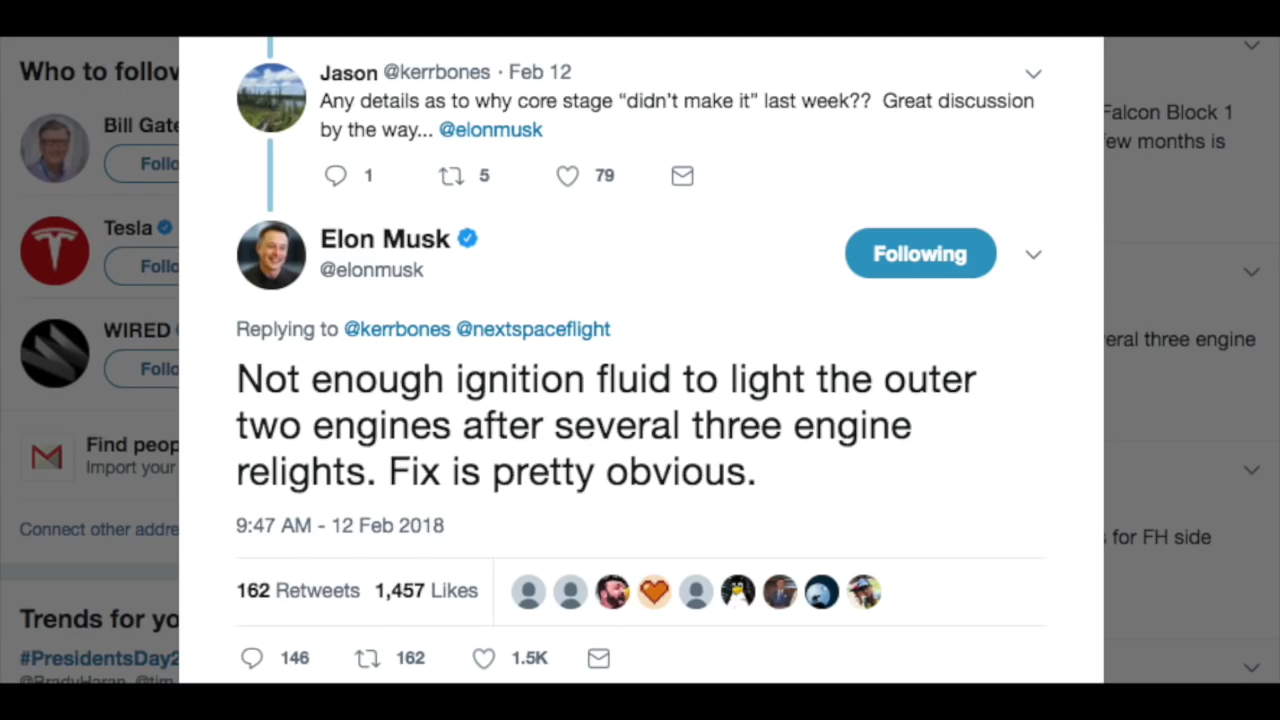 Who to follow
Bill Gate
Follo
Tesla
Follo
WIRED
Follo
Find peop
Import your
Connect other addre
Trends for yo
#PresidentsDay2
@BradyHaran, @tim
Jason @kerrbones · Feb 12
Any details as to why core stage “didn’t make it” last week?? Great discussion
by the way... @elonmusk
1 5 79
Elon Musk
@elonmusk
Following
Replying to @kerrbones @nextspaceflight
Not enough ignition fluid to light the outer
two engines after several three engine
relights. Fix is pretty obvious.
9:47 AM - 12 Feb 2018
162 Retweets 1,457 Likes
146 162 1.5K
Falcon Block 1
ew months is
eral three engine
for FH side